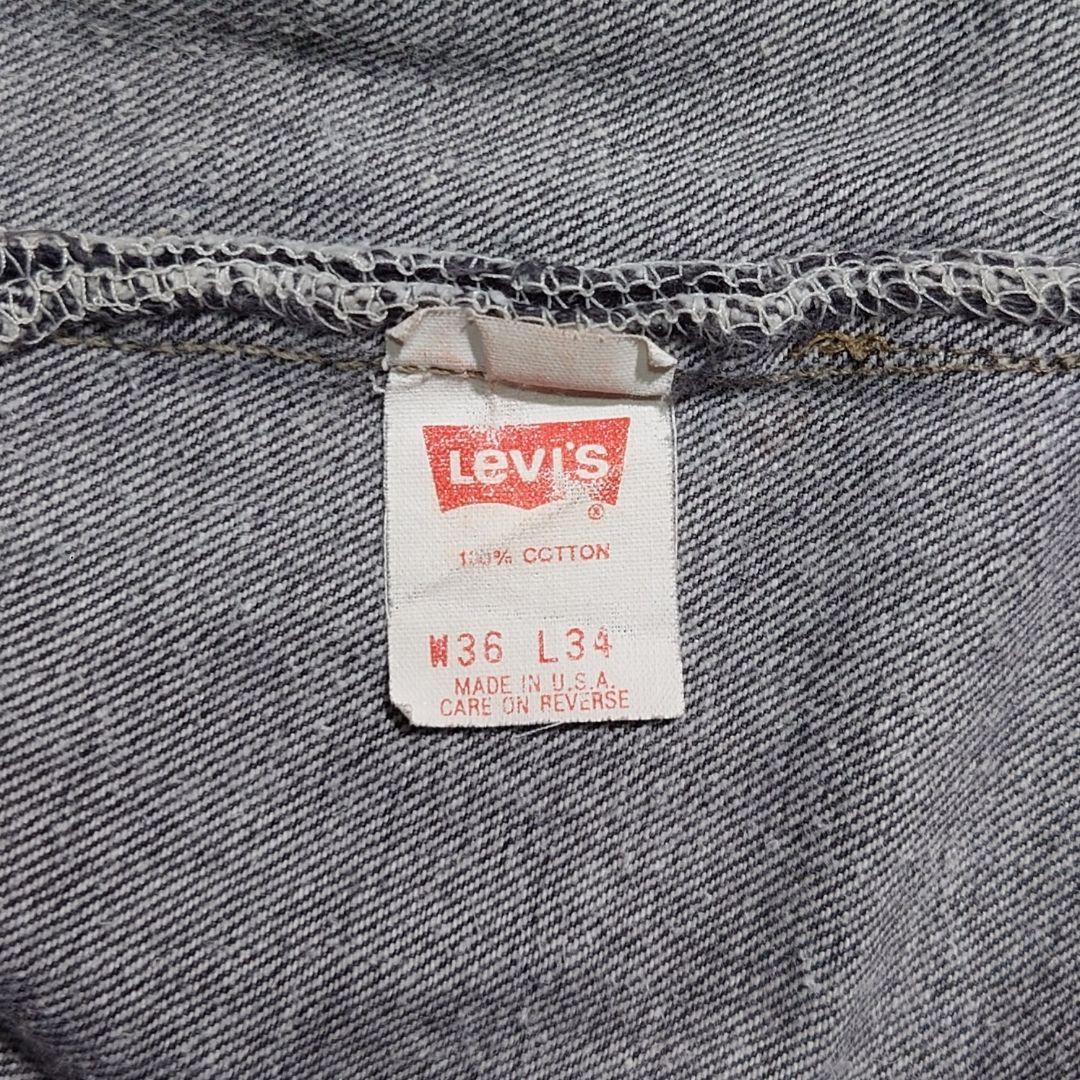 Levi's
®
100% COTTON
W36 L34
MADE IN U.S.A.
CARE ON REVERSE